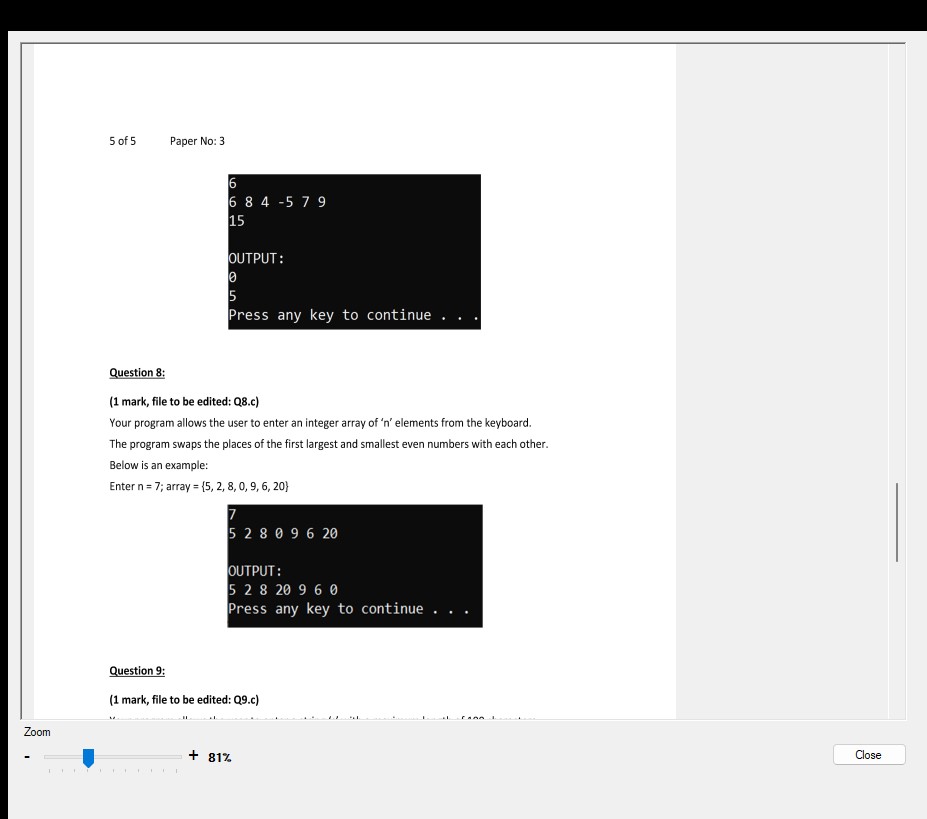 5 of 5 Paper No: 3
6
6 8 4 -5 7 9
15
OUTPUT:
0
5
Press any key to continue . . .
Question 8:
(1 mark, file to be edited: Q8.c)
Your program allows the user to enter an integer array of ‘n’ elements from the keyboard.
The program swaps the places of the first largest and smallest even numbers with each other.
Below is an example:
Enter n = 7; array = {5, 2, 8, 0, 9, 6, 20}
7
5 2 8 0 9 6 20
OUTPUT:
5 2 8 20 9 6 0
Press any key to continue . . .
Question 9:
(1 mark, file to be edited: Q9.c)
Zoom
- + 81%
Close